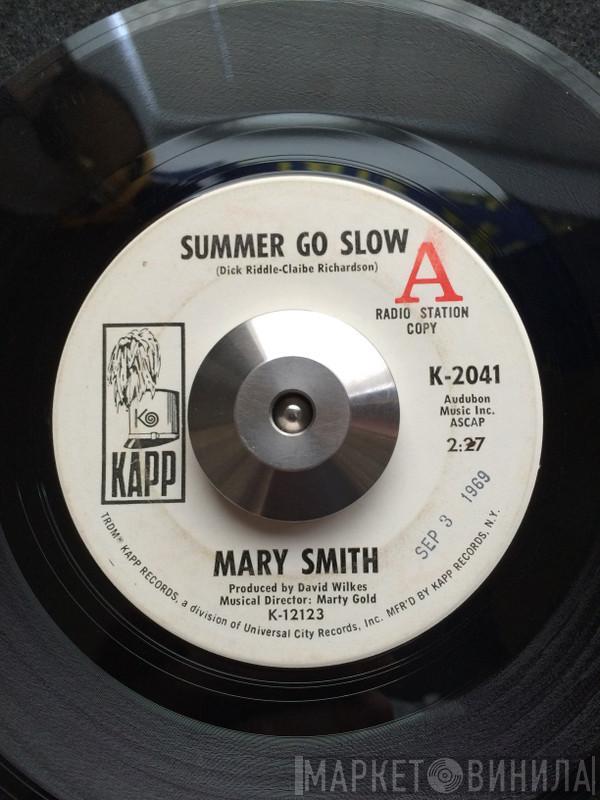 SUMMER GO SLOW
(Dick Riddle-Claibe Richardson)
A
RADIO STATION
COPY
K-2041
Audubon
Music Inc.
ASCAP
2:27
K
KAPP
SEP 3 1969
MARY SMITH
Produced by David Wilkes
Musical Director: Marty Gold
K-12123
TRDM® KAPP RECORDS, a division of Universal City Records, Inc. MFR'D BY KAPP RECORDS, N.Y.
МАРКЕТ ВИНИЛА